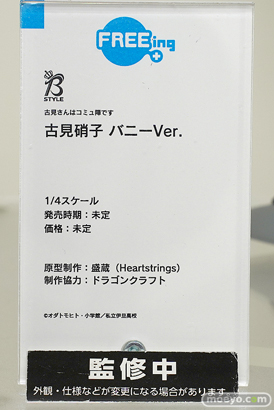 FREEing
B
STYLE
古見さんはコミュ障です
古見硝子 バニーVer.
1/4スケール
発売時期：未定
価格：未定
原型制作：盛蔵（Heartstrings）
制作協力：ドラゴンクラフト
©オダトモヒト・小学館／私立伊旦高校
監修中
外観・仕様などが変更になる場合があります。
moeyo.com